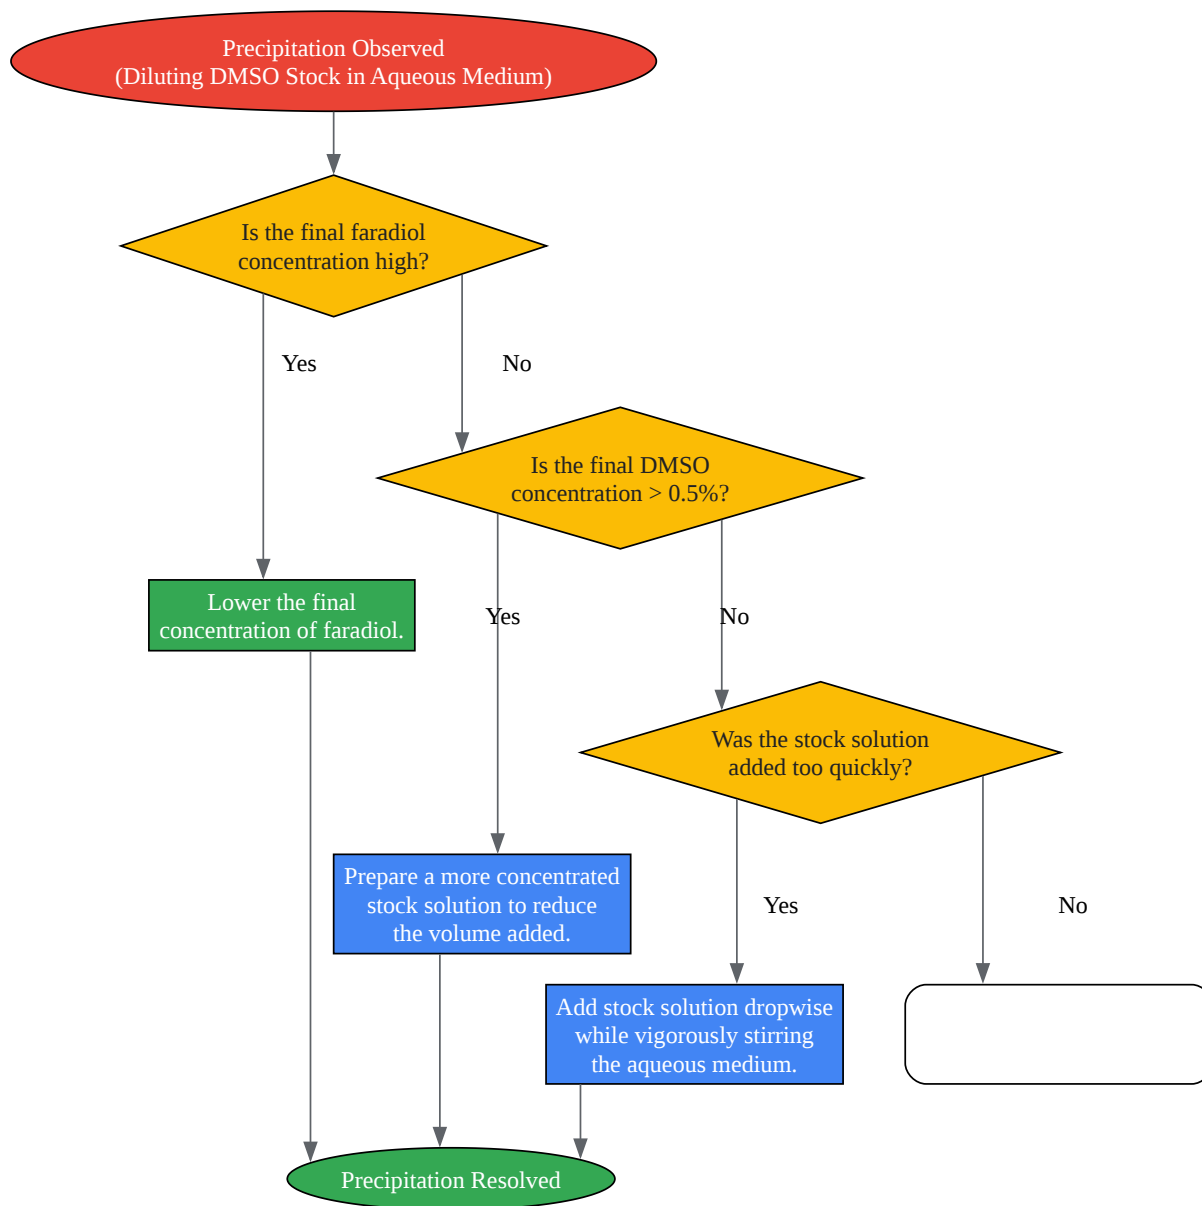 Precipitation Observed
(Diluting DMSO Stock in Aqueous Medium)
Is the final faradiol
concentration high?
Yes
No
Is the final DMSO
concentration > 0.5%?
Lower the final
concentration of faradiol.
Yes
No
Was the stock solution
added too quickly?
Prepare a more concentrated
stock solution to reduce
the volume added.
Yes
No
Add stock solution dropwise
while vigorously stirring
the aqueous medium.
Precipitation Resolved